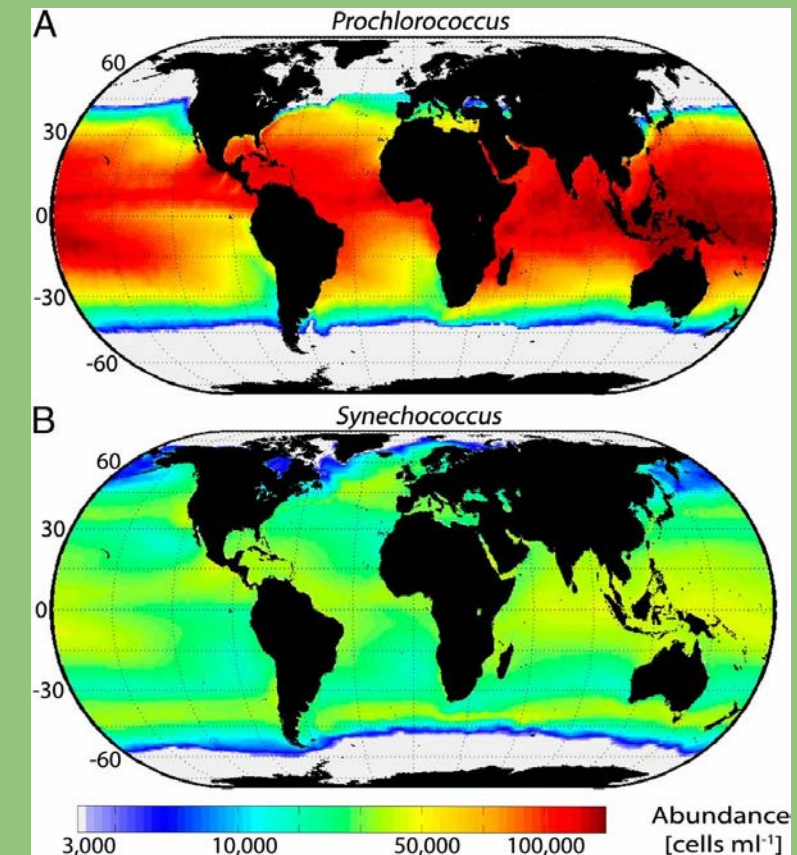 A
Prochlorococcus
60
30
0
-30
-60
B
Synechococcus
60
30
0
-30
-60
3,000 10,000 50,000 100,000
Abundance
[cells ml⁻¹]